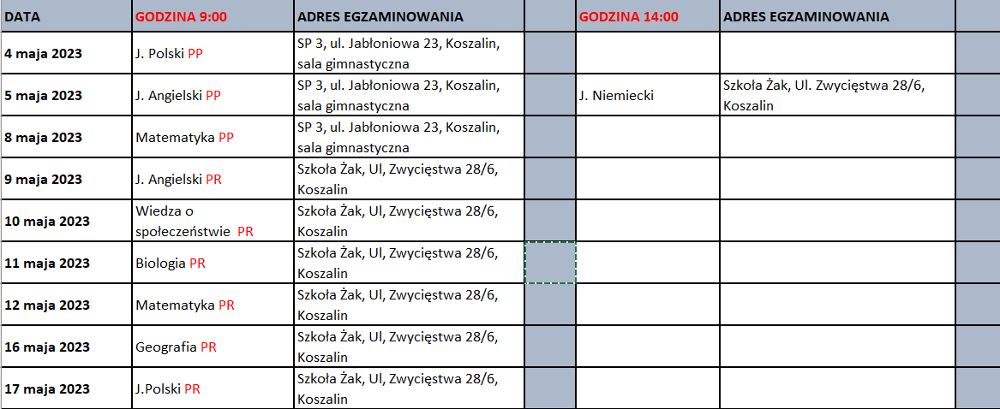 DATA GODZINA 9:00 ADRES EGZAMINOWANIA GODZINA 14:00 ADRES EGZAMINOWANIA
4 maja 2023 J. Polski PP SP 3, ul. Jabłoniowa 23, Koszalin,
sala gimnastyczna
5 maja 2023 J. Angielski PP SP 3, ul. Jabłoniowa 23, Koszalin,
sala gimnastyczna
J. Niemiecki Szkoła Żak, Ul. Zwycięstwa 28/6,
Koszalin
8 maja 2023 Matematyka PP SP 3, ul. Jabłoniowa 23, Koszalin,
sala gimnastyczna
9 maja 2023 J. Angielski PR Szkoła Żak, Ul, Zwycięstwa 28/6,
Koszalin
10 maja 2023 Wiedza o
społeczeństwie PR Szkoła Żak, Ul, Zwycięstwa 28/6,
Koszalin
11 maja 2023 Biologia PR Szkoła Żak, Ul, Zwycięstwa 28/6,
Koszalin
12 maja 2023 Matematyka PR Szkoła Żak, Ul, Zwycięstwa 28/6,
Koszalin
16 maja 2023 Geografia PR Szkoła Żak, Ul, Zwycięstwa 28/6,
Koszalin
17 maja 2023 J.Polski PR Szkoła Żak, Ul, Zwycięstwa 28/6,
Koszalin